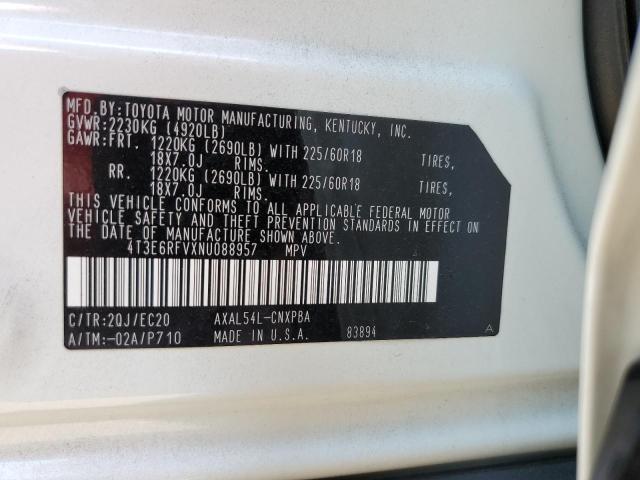 MFD.BY:TOYOTA MOTOR MANUFACTURING, KENTUCKY, INC.
GVWR:2230KG (4920LB)
GAWR:FRT. 1220KG (2690LB) WITH 225/60R18 TIRES,
18X7.0J RIMS.
RR. 1220KG (2690LB) WITH 225/60R18 TIRES,
18X7.0J RIMS.
THIS VEHICLE CONFORMS TO ALL APPLICABLE FEDERAL MOTOR
VEHICLE SAFETY AND THEFT PREVENTION STANDARDS IN EFFECT ON
THE DATE OF MANUFACTURE SHOWN ABOVE.
4T3E6RFVXNU088957 MPV
C/TR:2QJ/EC20 AXAL54L-CNXPBA
A/TM:-02A/P710 MADE IN U.S.A. 83894 A